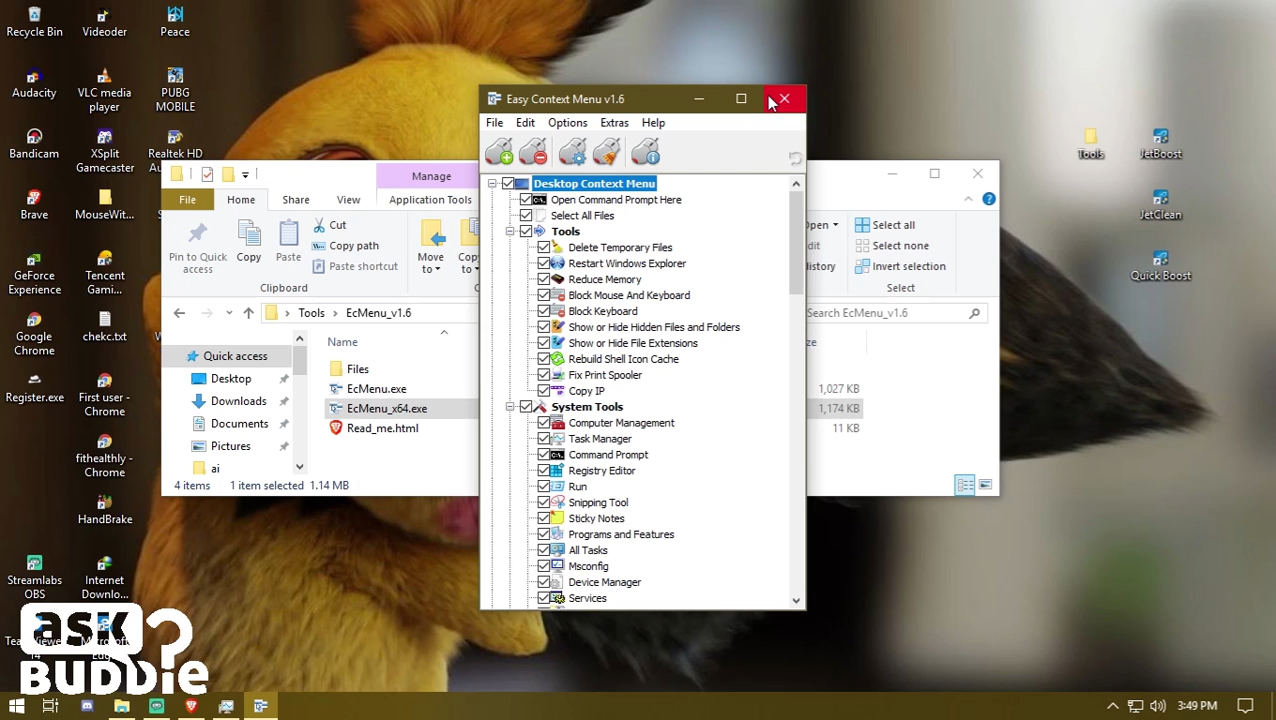 Recycle Bin
Videoder
Peace
Audacity
VLC media
player
PUBG
MOBILE
Bandicam
XSplit
Gamecaster
Realtek HD
Brave
MouseWit...
GeForce
Experience
Tencent
Gami...
Google
Chrome
chekc.txt
Register.exe
First user -
Chrome
fithealthly -
Chrome
HandBrake
Streamlabs
OBS
Internet
Downlo...
14
ask
BUDDIE
Tools
JetBoost
JetClean
Quick Boost
Manage
File
Home
Share
View
Application Tools
Pin to Quick
access
Copy
Paste
Cut
Copy path
Paste shortcut
Clipboard
Move
to
Open
Select all
Select none
Invert selection
Select
Tools
EcMenu_v1.6
Search EcMenu_v1.6
Quick access
Desktop
Downloads
Documents
Pictures
ai
Name
Files
EcMenu.exe
1,027 KB
EcMenu_x64.exe
1,174 KB
Read_me.html
11 KB
4 items
1 item selected 1.14 MB
Easy Context Menu v1.6
File
Edit
Options
Extras
Help
Desktop Context Menu
Open Command Prompt Here
Select All Files
Tools
Delete Temporary Files
Restart Windows Explorer
Reduce Memory
Block Mouse And Keyboard
Block Keyboard
Show or Hide Hidden Files and Folders
Show or Hide File Extensions
Rebuild Shell Icon Cache
Fix Print Spooler
Copy IP
System Tools
Computer Management
Task Manager
Command Prompt
Registry Editor
Run
Snipping Tool
Sticky Notes
Programs and Features
All Tasks
Msconfig
Device Manager
Services
3:49 PM